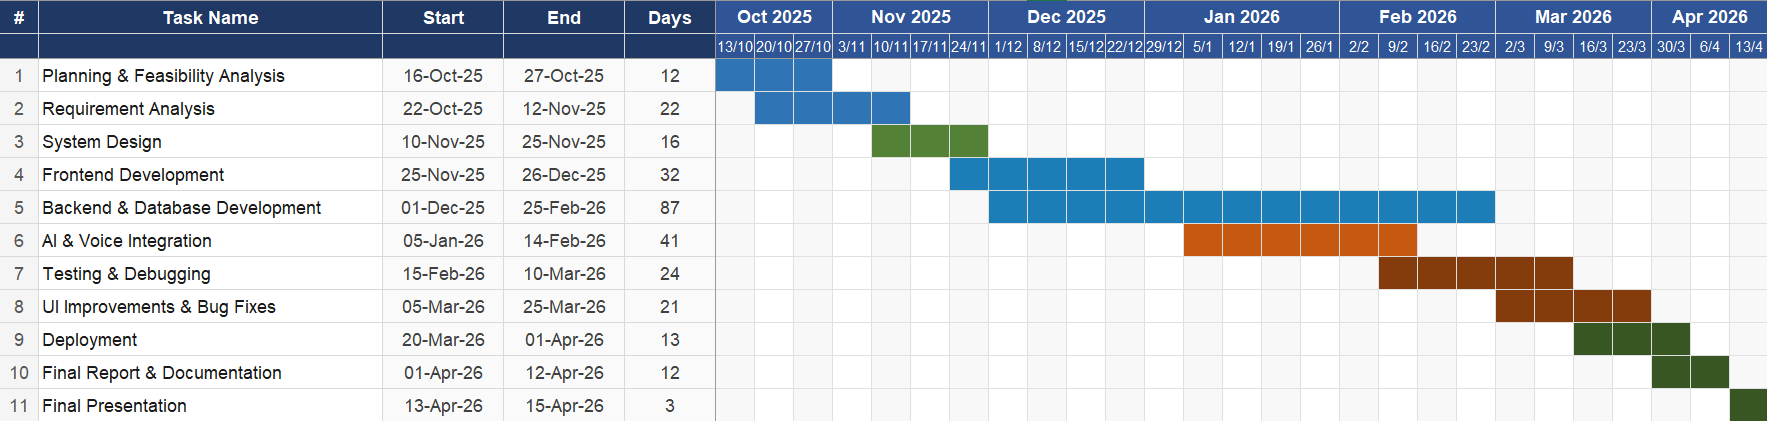 # Task Name Start End Days Oct 2025 Nov 2025 Dec 2025 Jan 2026 Feb 2026 Mar 2026 Apr 2026
13/10 20/10 27/10 3/11 10/11 17/11 24/11 1/12 8/12 15/12 22/12 29/12 5/1 12/1 19/1 26/1 2/2 9/2 16/2 23/2 2/3 9/3 16/3 23/3 30/3 6/4 13/4
1 Planning & Feasibility Analysis 16-Oct-25 27-Oct-25 12
2 Requirement Analysis 22-Oct-25 12-Nov-25 22
3 System Design 10-Nov-25 25-Nov-25 16
4 Frontend Development 25-Nov-25 26-Dec-25 32
5 Backend & Database Development 01-Dec-25 25-Feb-26 87
6 AI & Voice Integration 05-Jan-26 14-Feb-26 41
7 Testing & Debugging 15-Feb-26 10-Mar-26 24
8 UI Improvements & Bug Fixes 05-Mar-26 25-Mar-26 21
9 Deployment 20-Mar-26 01-Apr-26 13
10 Final Report & Documentation 01-Apr-26 12-Apr-26 12
11 Final Presentation 13-Apr-26 15-Apr-26 3